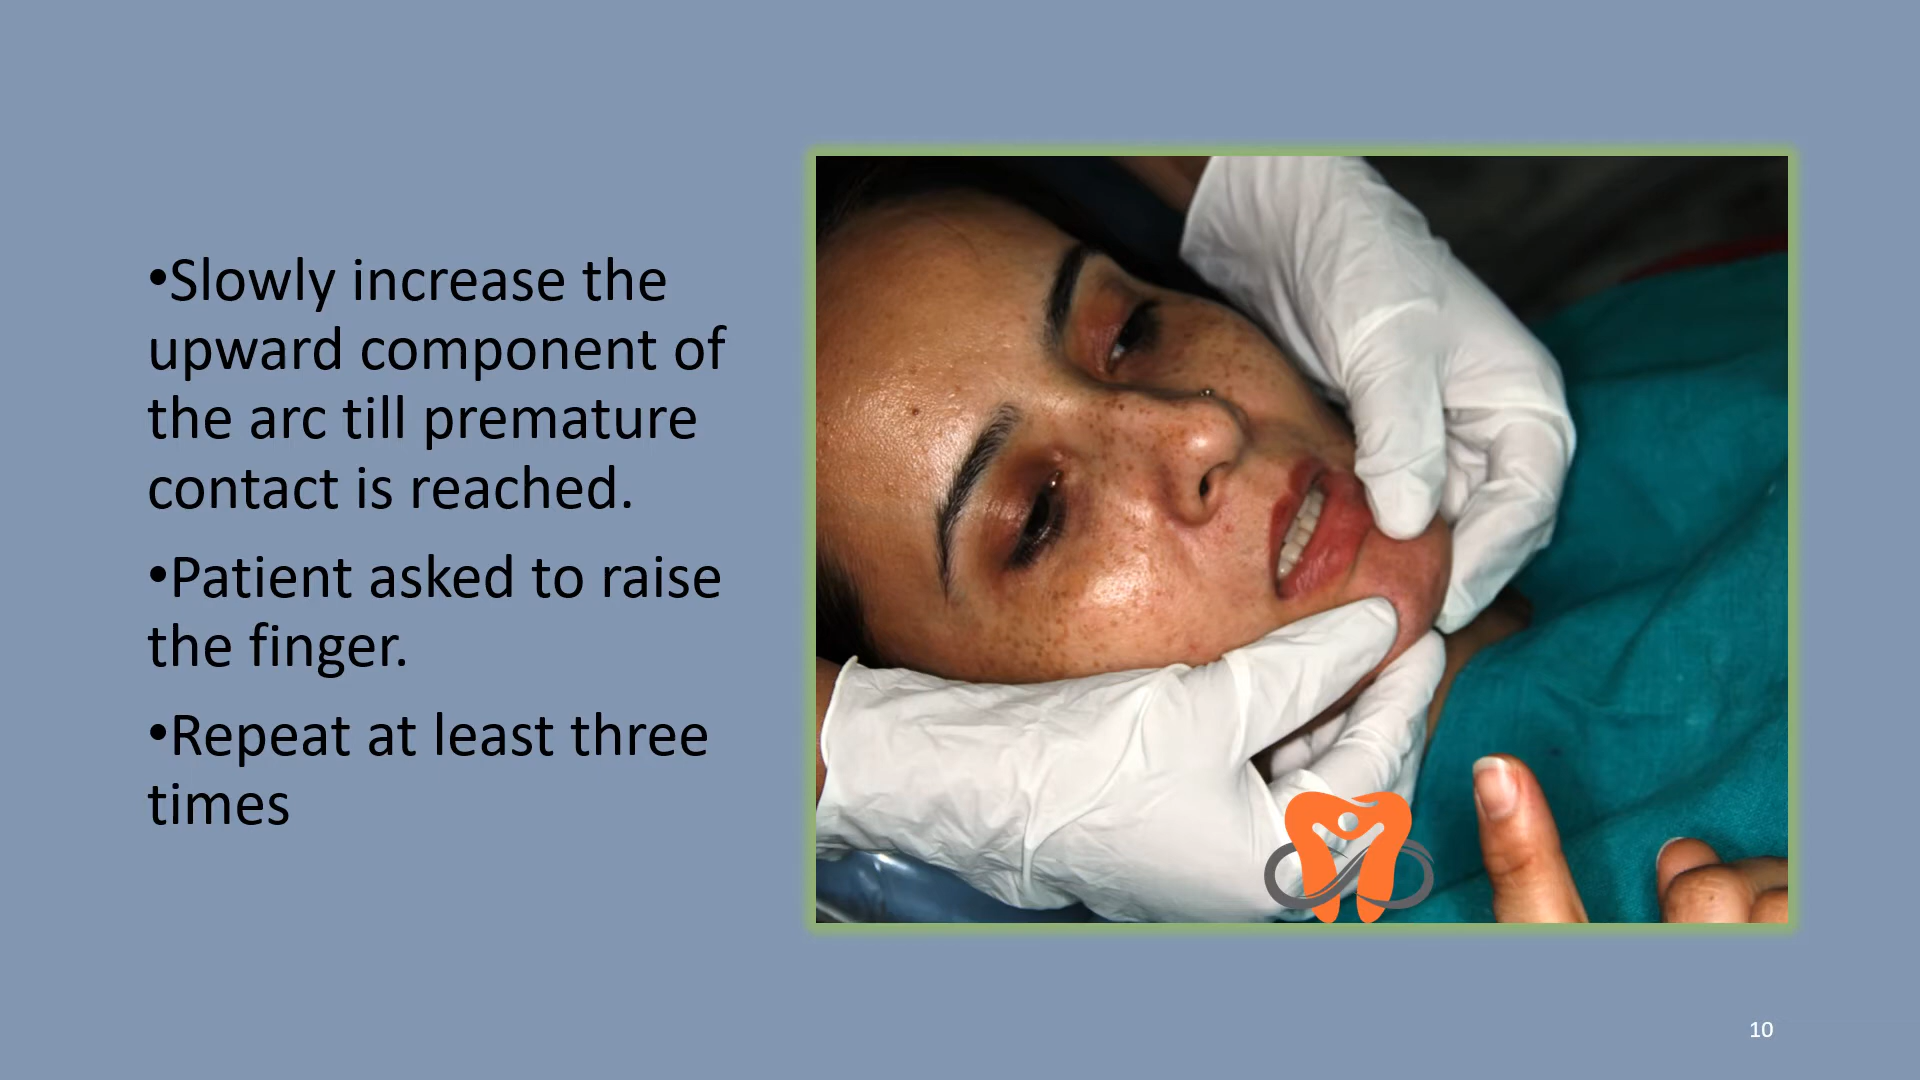 •Slowly increase the
upward component of
the arc till premature
contact is reached.
•Patient asked to raise
the finger.
•Repeat at least three
times
10